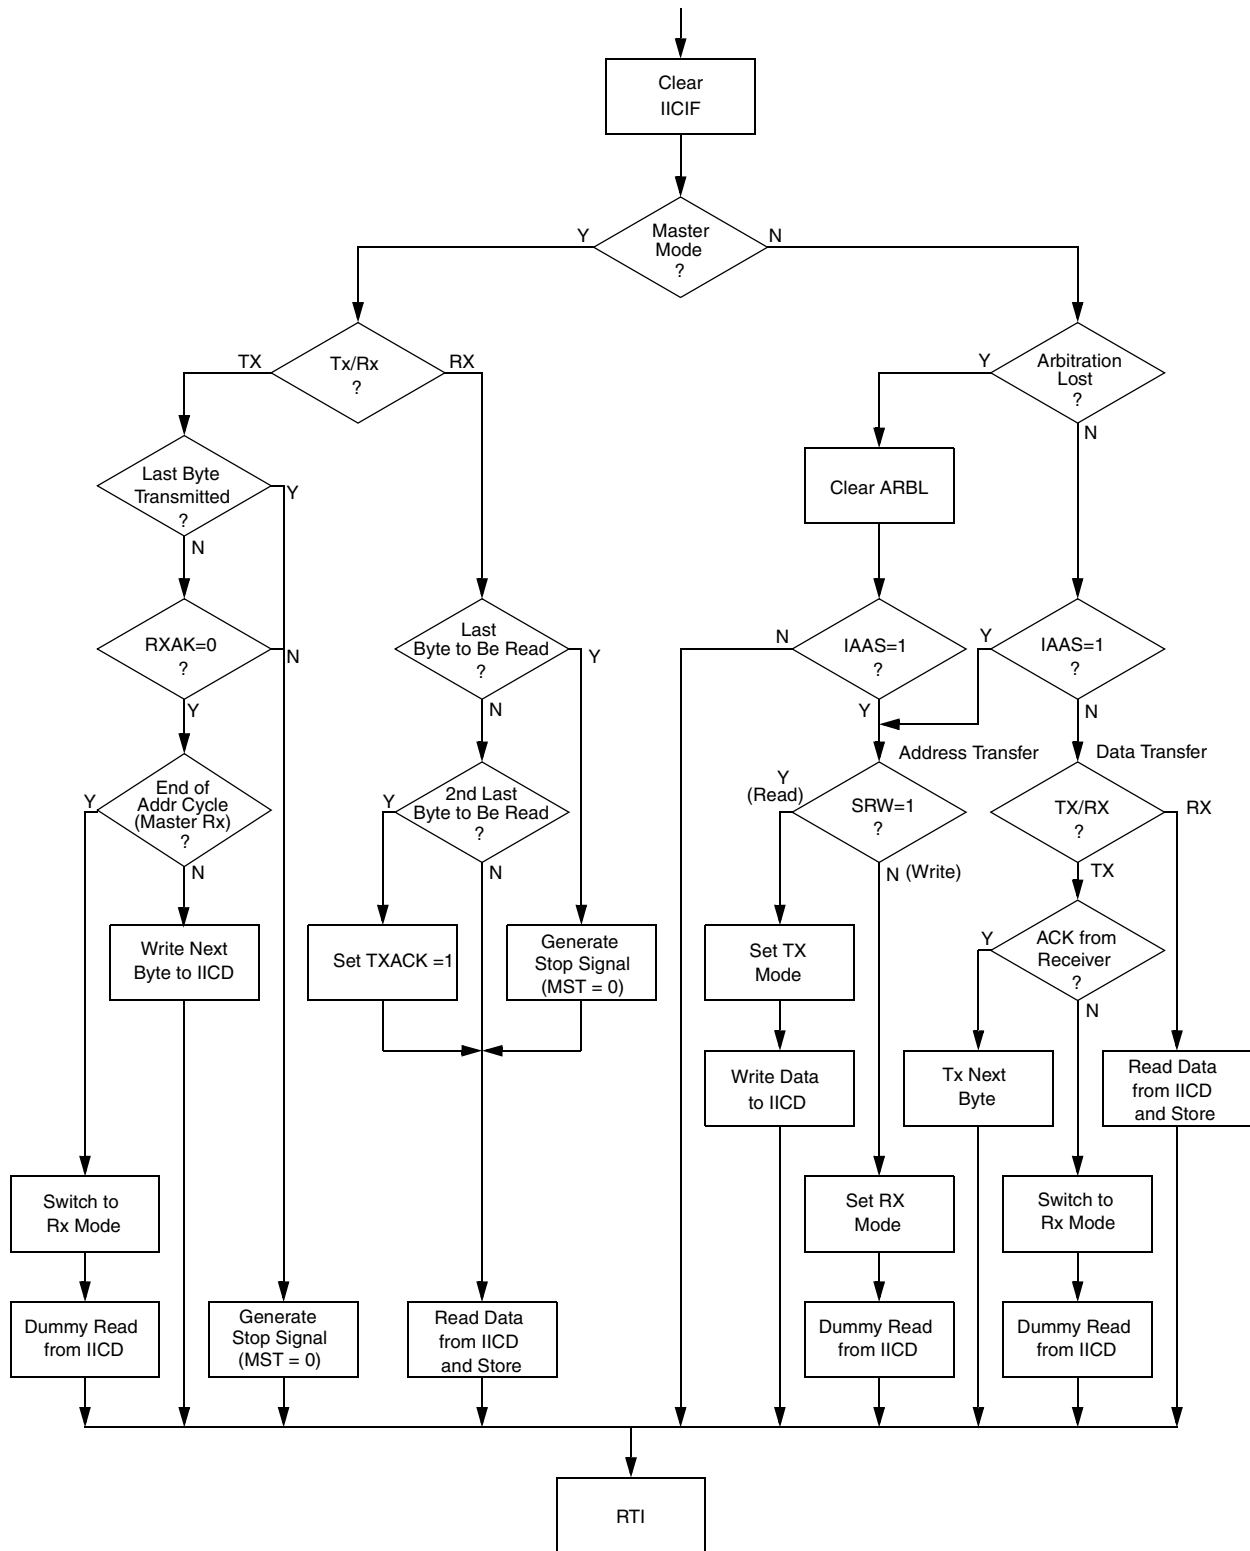 Clear
IICIF
Master
Mode
?
Y
N
Tx/Rx
?
TX
RX
Arbitration
Lost
?
Y
N
Last Byte
Transmitted
?
Y
N
Clear ARBL
RXAK=0
?
N
Y
Last
Byte to Be Read
?
Y
N
IAAS=1
?
N
Y
IAAS=1
?
Y
N
Address Transfer
Data Transfer
End of
Addr Cycle
(Master Rx)
?
Y
N
2nd Last
Byte to Be Read
?
Y
N
SRW=1
?
Y
(Read)
N (Write)
TX/RX
?
RX
TX
Write Next
Byte to IICD
Set TXACK =1
Generate
Stop Signal
(MST = 0)
Set TX
Mode
ACK from
Receiver
?
Y
N
Write Data
to IICD
Tx Next
Byte
Read Data
from IICD
and Store
Switch to
Rx Mode
Set RX
Mode
Switch to
Rx Mode
Dummy Read
from IICD
Generate
Stop Signal
(MST = 0)
Read Data
from IICD
and Store
Dummy Read
from IICD
Dummy Read
from IICD
RTI